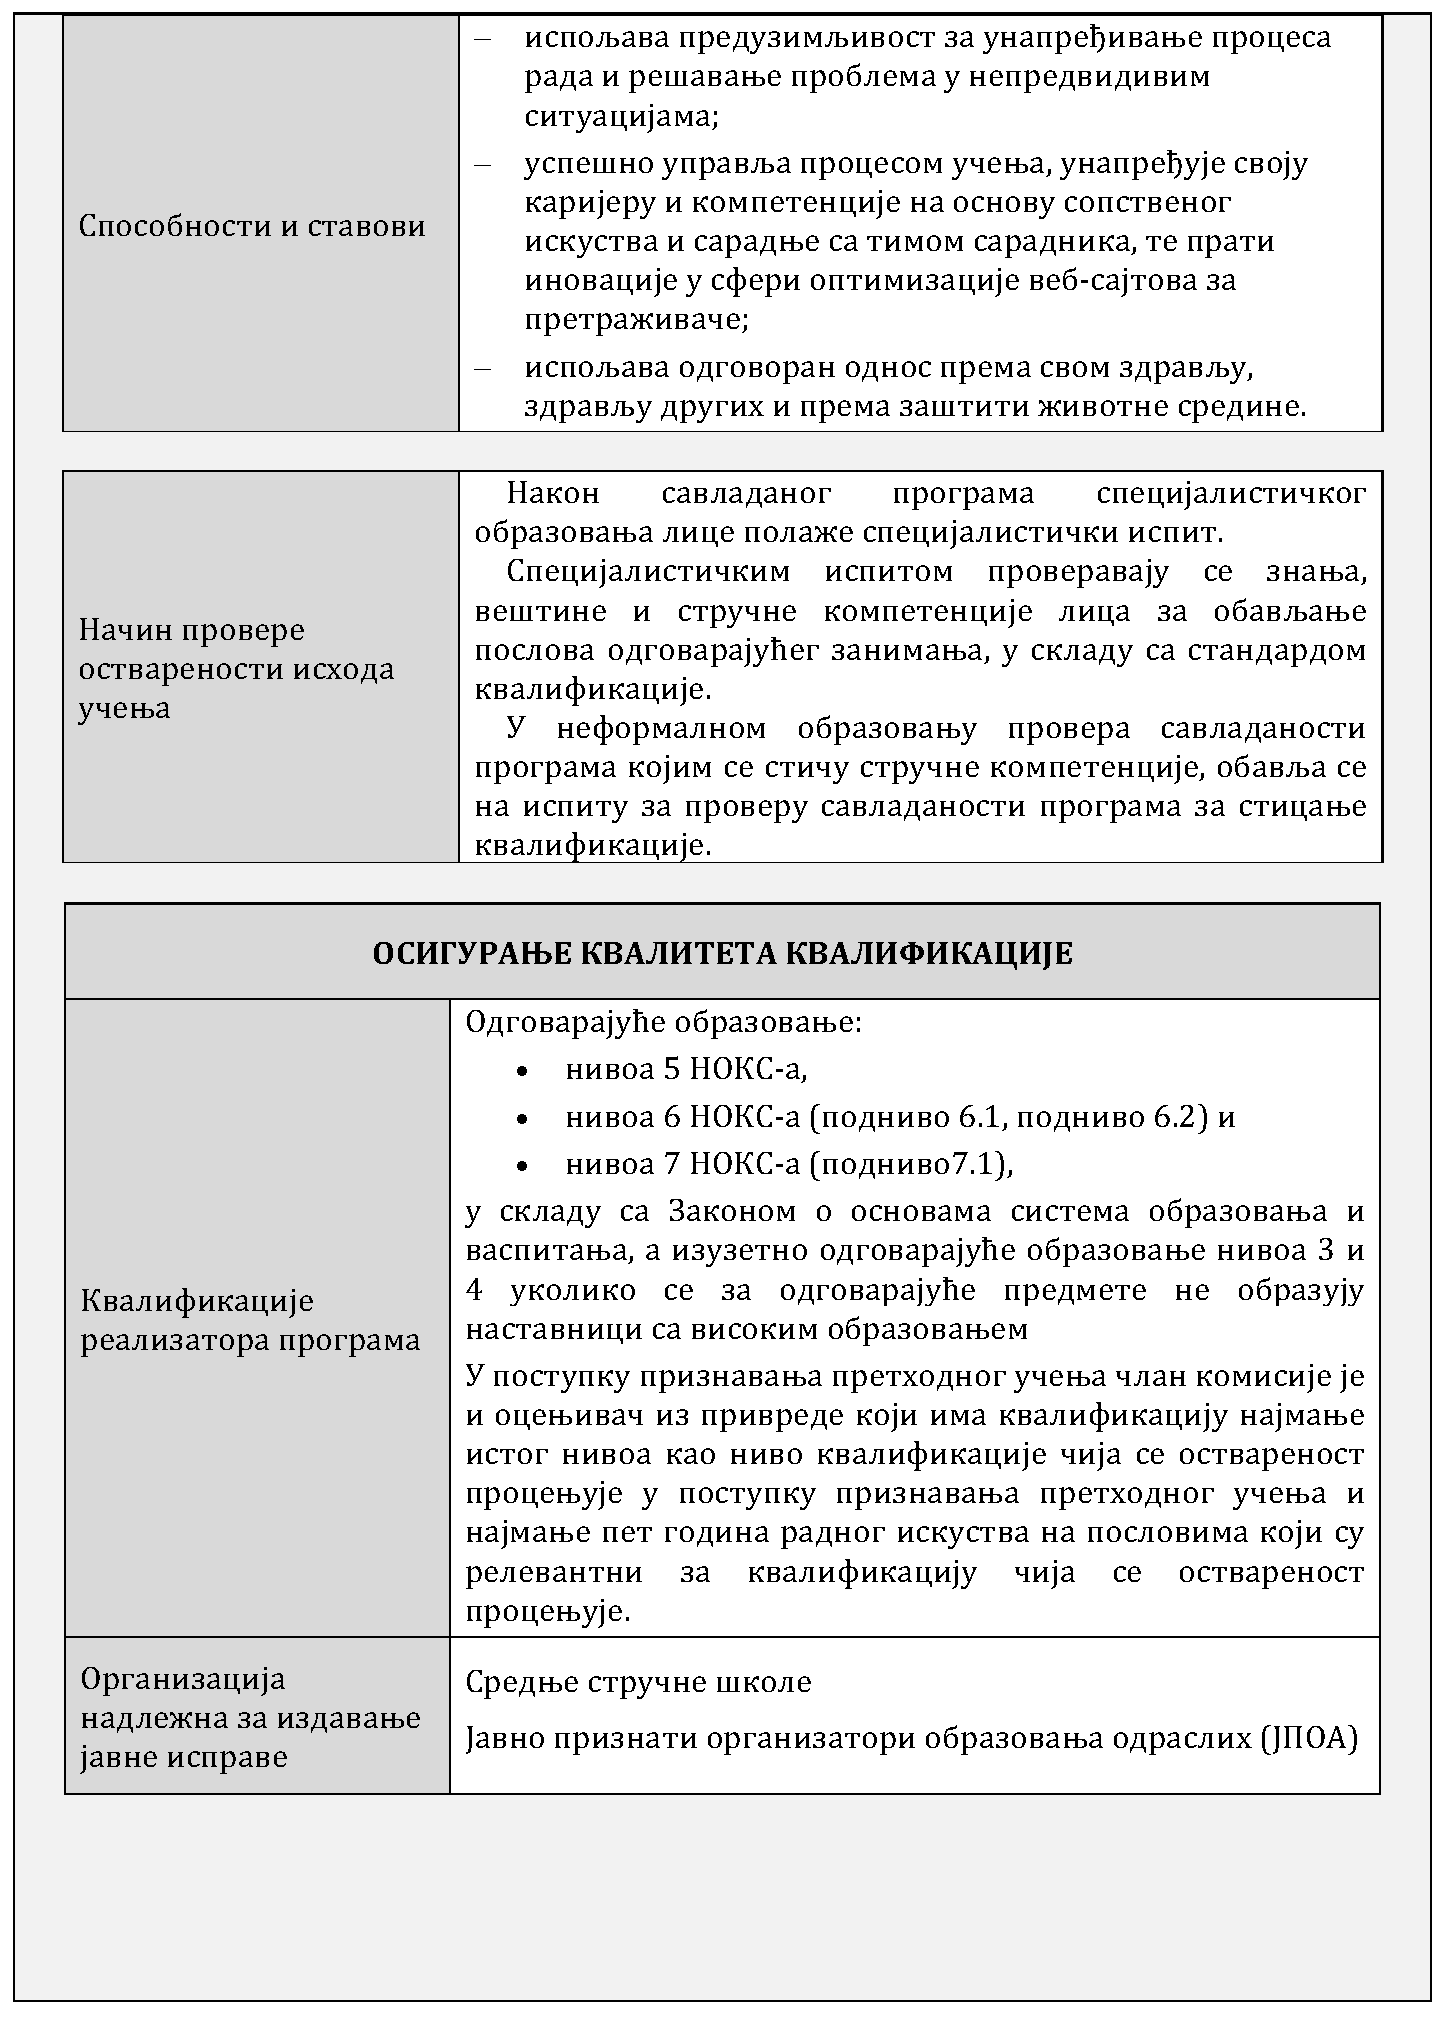 Способности и ставови
– испољава предузимљивост за унапређивање процеса
рада и решавање проблема у непредвидивим
ситуацијама;
– успешно управља процесом учења, унапређује своју
каријеру и компетенције на основу сопственог
искуства и сарадње са тимом сарадника, те прати
иновације у сфери оптимизације веб-сајтова за
претраживаче;
– испољава одговоран однос према свом здрављу,
здрављу других и према заштити животне средине.
Начин провере
остварености исхода
учења
Након савладаног програма специјалистичког
образовања лице полаже специјалистички испит.
Специјалистичким испитом проверавају се знања,
вештине и стручне компетенције лица за обављање
послова одговарајућег занимања, у складу са стандардом
квалификације.
У неформалном образовању провера савладаности
програма којим се стичу стручне компетенције, обавља се
на испиту за проверу савладаности програма за стицање
квалификације.
ОСИГУРАЊЕ КВАЛИТЕТА КВАЛИФИКАЦИЈЕ
Квалификације
реализатора програма
Одговарајуће образовање:
• нивоа 5 НОКС-а,
• нивоа 6 НОКС-а (подниво 6.1, подниво 6.2) и
• нивоа 7 НОКС-а (подниво7.1),
у складу са Законом о основама система образовања и
васпитања, а изузетно одговарајуће образовање нивоа 3 и
4 уколико се за одговарајуће предмете не образују
наставници са високим образовањем
У поступку признавања претходног учења члан комисије је
и оцењивач из привреде који има квалификацију најмање
истог нивоа као ниво квалификације чија се оствареност
процењује у поступку признавања претходног учења и
најмање пет година радног искуства на пословима који су
релевантни за квалификацију чија се оствареност
процењује.
Организација
надлежна за издавање
јавне исправе
Средње стручне школе
Јавно признати организатори образовања одраслих (ЈПОА)